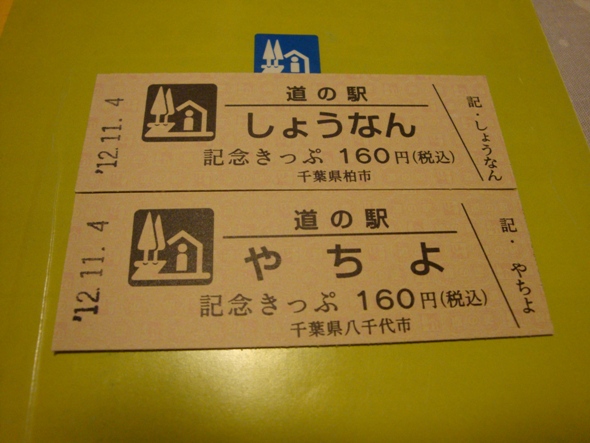 '12.11.4
道の駅
しょうなん
記念きっぷ 160円(税込)
千葉県柏市
記・しょうなん
'12.11.4
道の駅
やちよ
記念きっぷ 160円(税込)
千葉県八千代市
記・やちよ